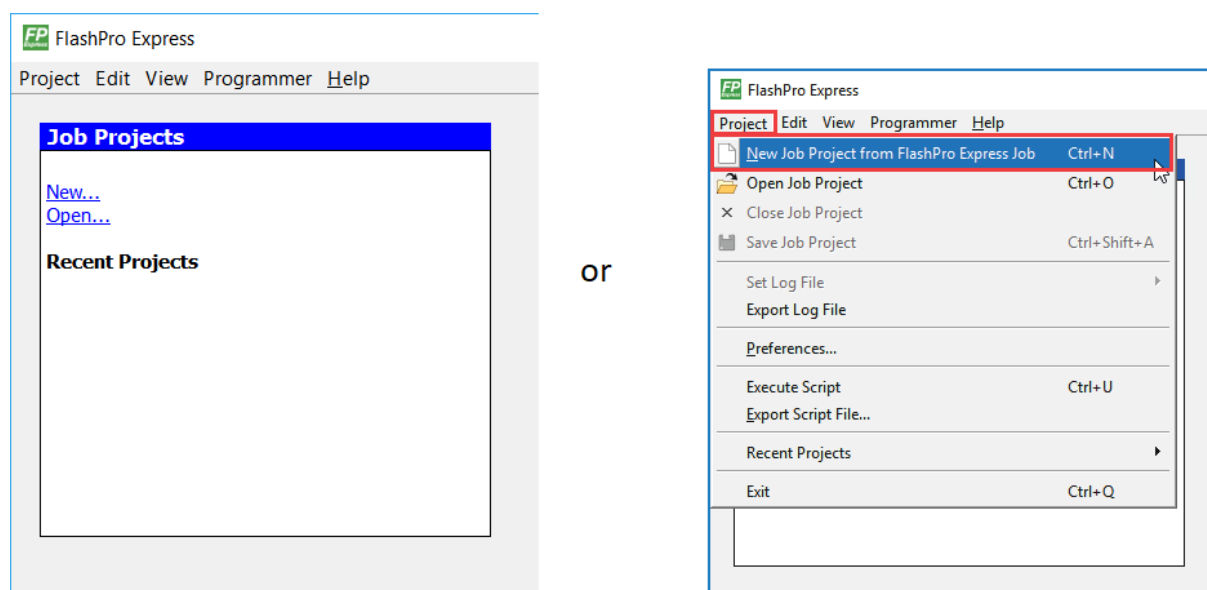 FP Express FlashPro Express
Project Edit View Programmer Help
Job Projects
New...
Open...
Recent Projects
or
FP Express FlashPro Express
Project Edit View Programmer Help
New Job Project from FlashPro Express Job Ctrl+N
Open Job Project Ctrl+O
Close Job Project
Save Job Project Ctrl+Shift+A
Set Log File
Export Log File
Preferences...
Execute Script Ctrl+U
Export Script File...
Recent Projects
Exit Ctrl+Q